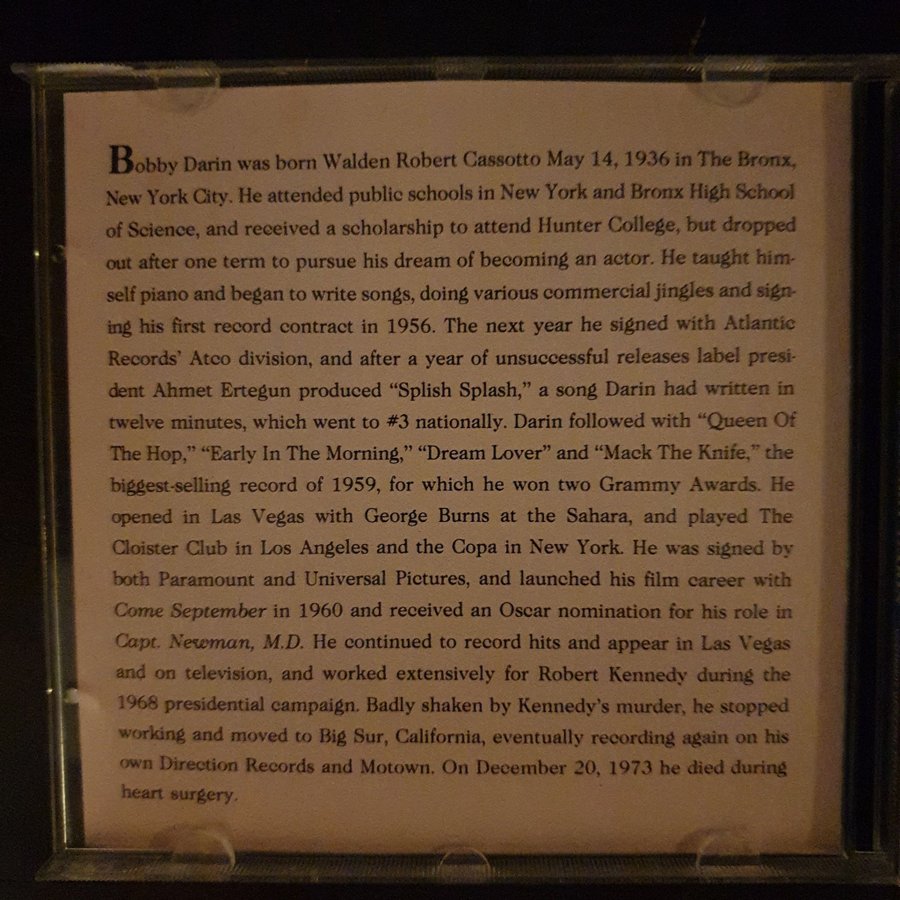 Bobby Darin was born Walden Robert Cassotto May 14, 1936 in The Bronx,
New York City. He attended public schools in New York and Bronx High School
of Science, and received a scholarship to attend Hunter College, but dropped
out after one term to pursue his dream of becoming an actor. He taught him-
self piano and began to write songs, doing various commercial jingles and sign-
ing his first record contract in 1956. The next year he signed with Atlantic
Records' Atco division, and after a year of unsuccessful releases label presi-
dent Ahmet Ertegun produced “Splish Splash,” a song Darin had written in
twelve minutes, which went to #3 nationally. Darin followed with “Queen Of
The Hop,” “Early In The Morning,” “Dream Lover” and “Mack The Knife,” the
biggest-selling record of 1959, for which he won two Grammy Awards. He
opened in Las Vegas with George Burns at the Sahara, and played The
Cloister Club in Los Angeles and the Copa in New York. He was signed by
both Paramount and Universal Pictures, and launched his film career with
Come September in 1960 and received an Oscar nomination for his role in
Capt. Newman, M.D. He continued to record hits and appear in Las Vegas
and on television, and worked extensively for Robert Kennedy during the
1968 presidential campaign. Badly shaken by Kennedy's murder, he stopped
working and moved to Big Sur, California, eventually recording again on his
own Direction Records and Motown. On December 20, 1973 he died during
heart surgery.